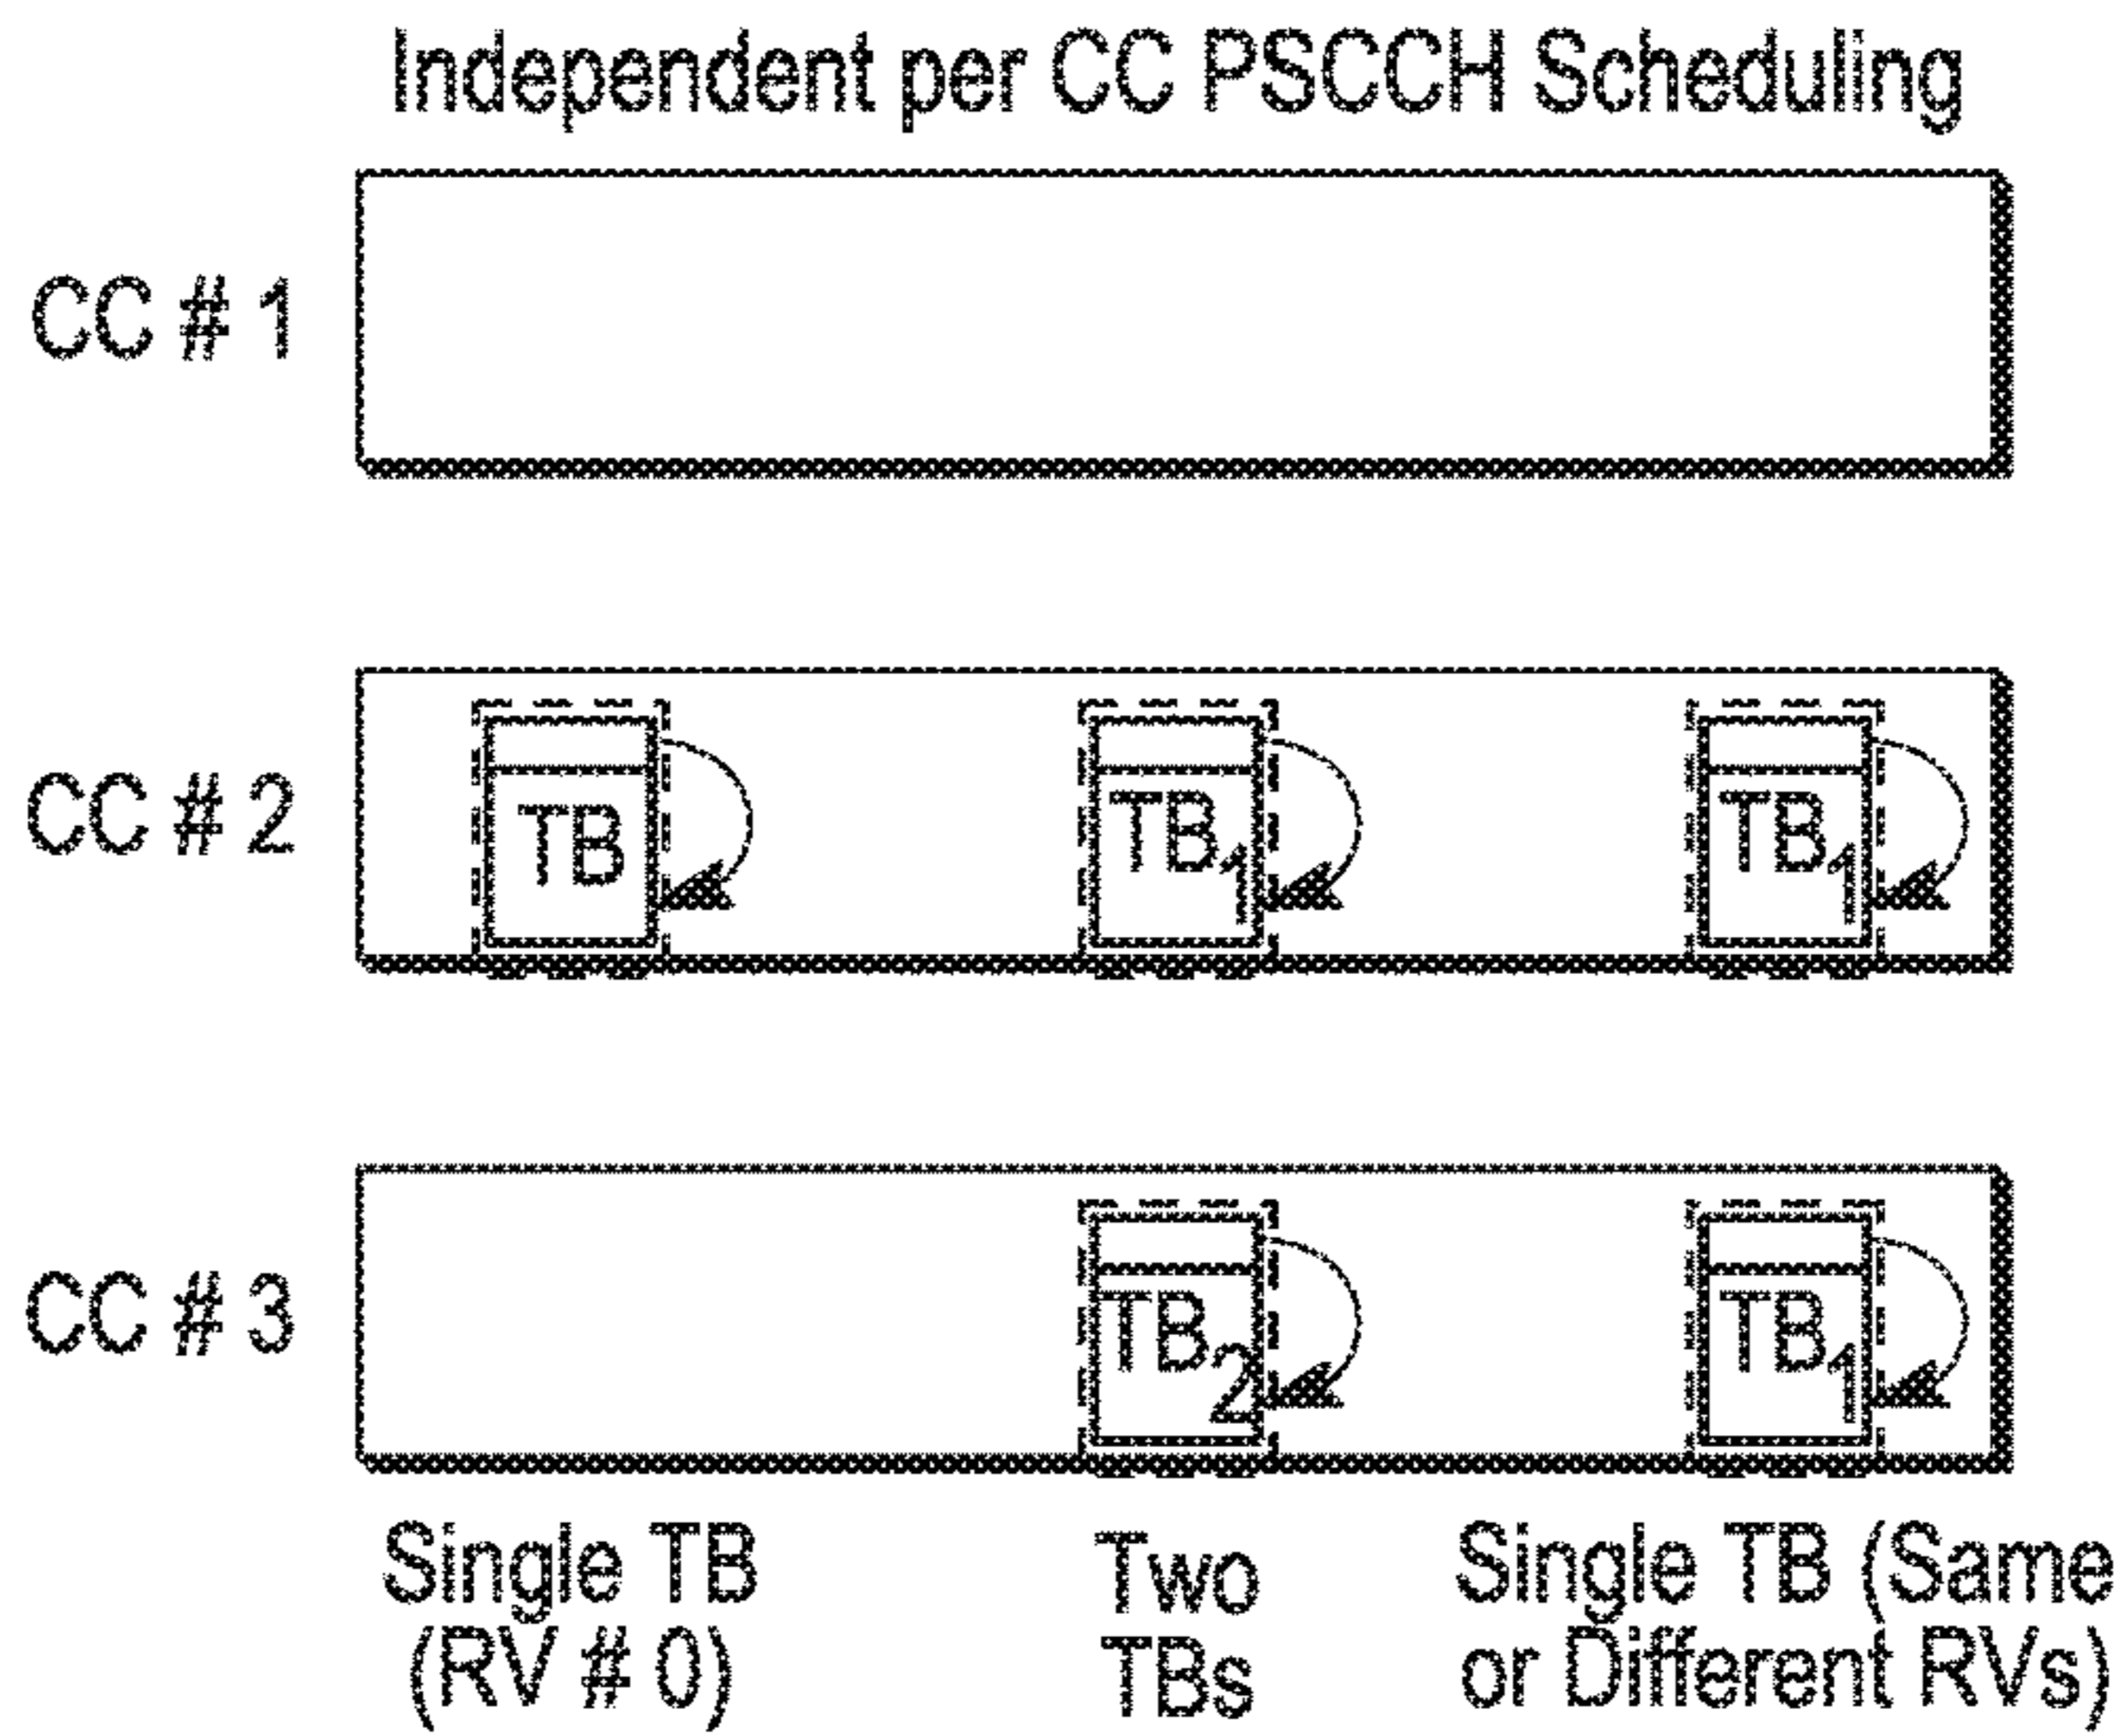 Independent per CC PSCCH Scheduling
CC # 1
CC # 2
TB
TB1
TB1
CC # 3
TB2
TB1
Single TB
(RV # 0)
Two
TBs
Single TB (Same
or Different RVs)